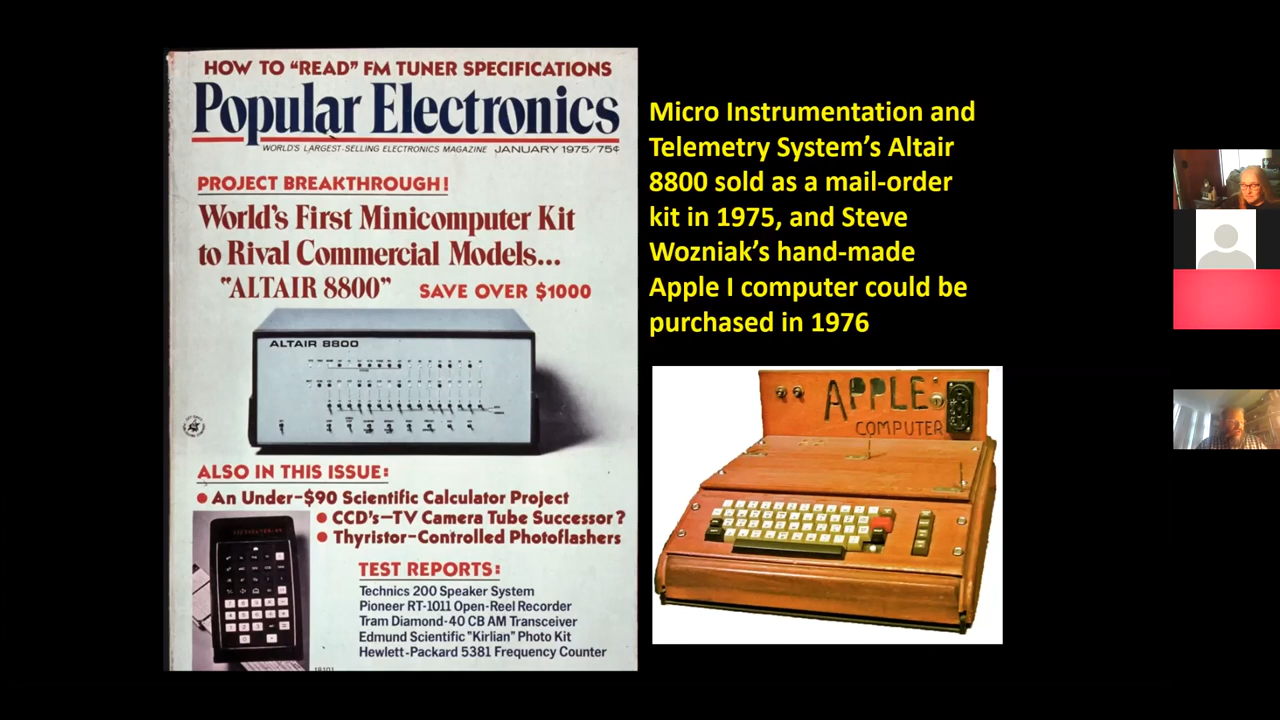 HOW TO “READ” FM TUNER SPECIFICATIONS
Popular Electronics
WORLD'S LARGEST-SELLING ELECTRONICS MAGAZINE JANUARY 1975/75¢
PROJECT BREAKTHROUGH!
World's First Minicomputer Kit
to Rival Commercial Models...
“ALTAIR 8800” SAVE OVER $1000
ALTAIR 8800
ALSO IN THIS ISSUE:
● An Under-$90 Scientific Calculator Project
● CCD's—TV Camera Tube Successor?
● Thyristor-Controlled Photoflashers
TEST REPORTS:
Technics 200 Speaker System
Pioneer RT-1011 Open-Reel Recorder
Tram Diamond-40 CB AM Transceiver
Edmund Scientific "Kirlian" Photo Kit
Hewlett-Packard 5381 Frequency Counter
18101
Micro Instrumentation and
Telemetry System’s Altair
8800 sold as a mail-order
kit in 1975, and Steve
Wozniak’s hand-made
Apple I computer could be
purchased in 1976
APPLE
COMPUTER